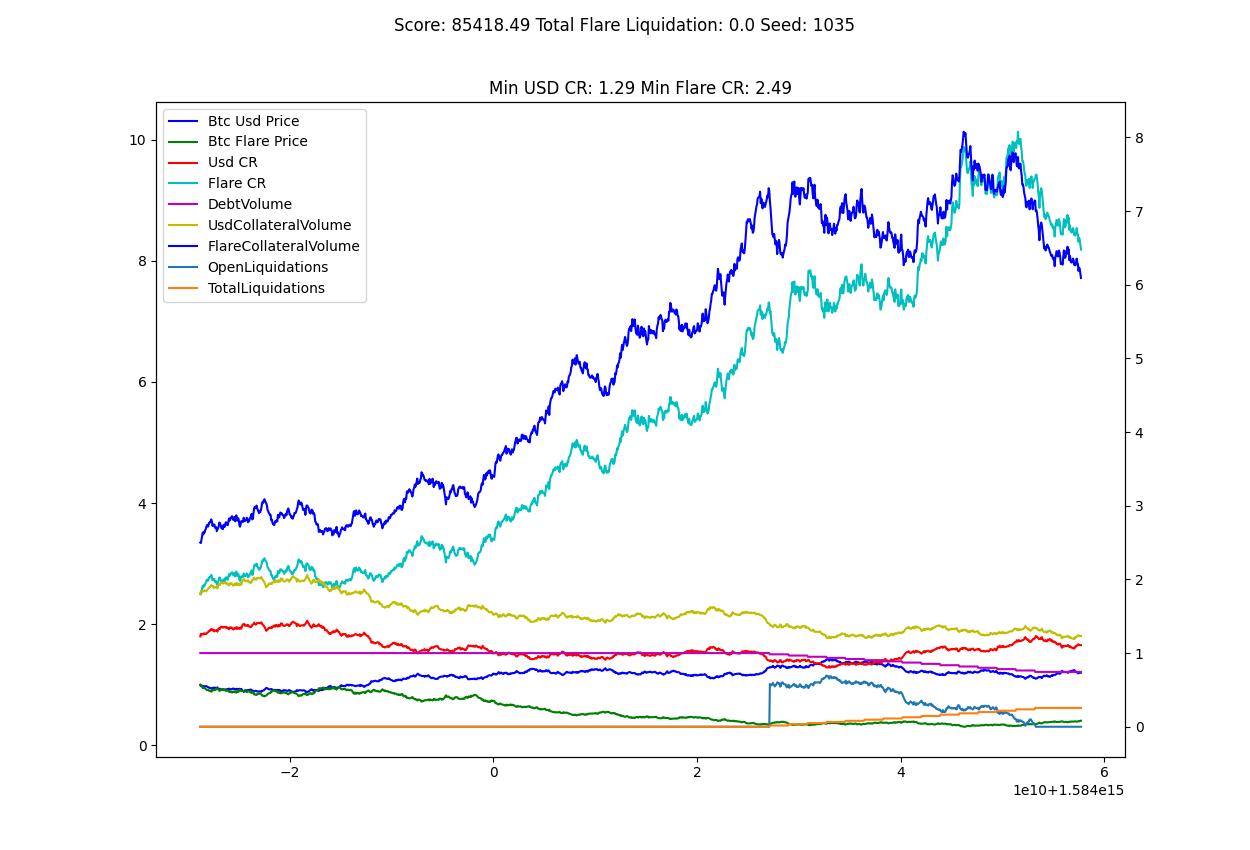 Score: 85418.49 Total Flare Liquidation: 0.0 Seed: 1035
Min USD CR: 1.29 Min Flare CR: 2.49
Btc Usd Price
Btc Flare Price
Usd CR
Flare CR
DebtVolume
UsdCollateralVolume
FlareCollateralVolume
OpenLiquidations
TotalLiquidations
10
8
6
4
2
0
8
7
6
5
4
3
2
1
0
−2
0
2
4
6
1e10+1.584e15